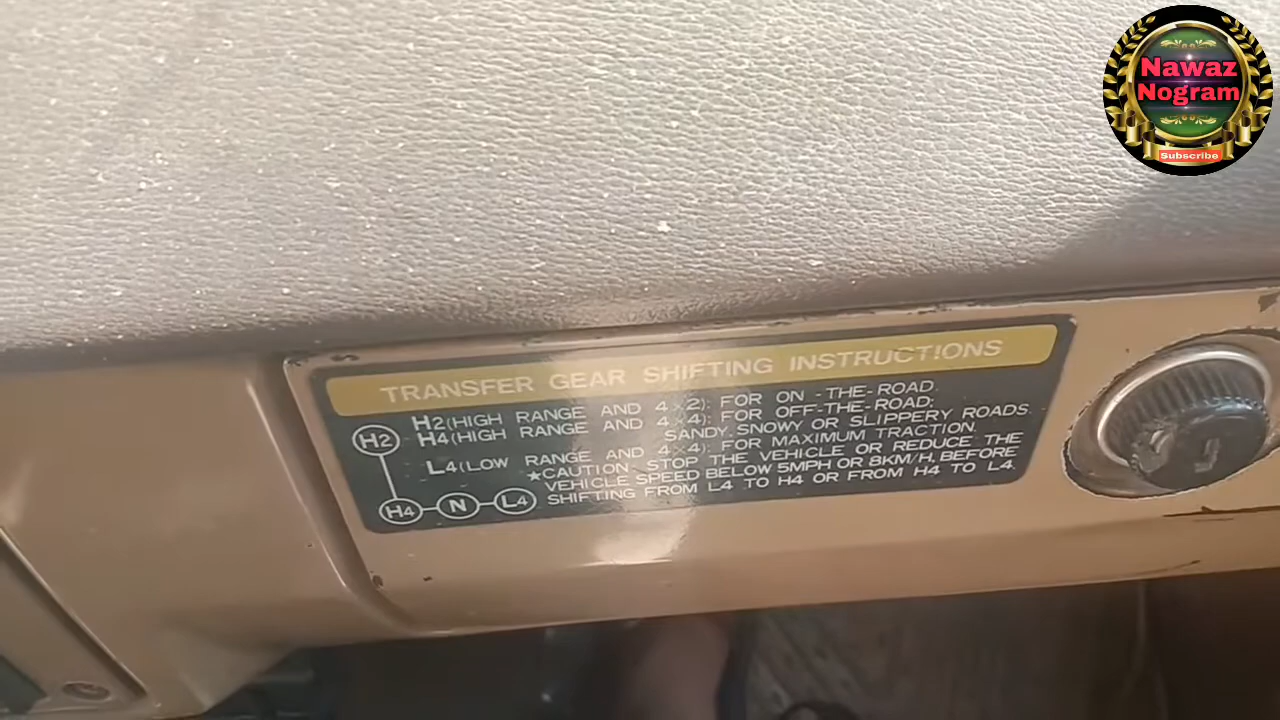 Nawaz
Nogram
Subscribe
TRANSFER GEAR SHIFTING INSTRUCTIONS
H2(HIGH RANGE AND 4×2): FOR ON-THE-ROAD.
H4(HIGH RANGE AND 4×4): FOR OFF-THE-ROAD;
SANDY, SNOWY OR SLIPPERY ROADS.
L4(LOW RANGE AND 4×4): FOR MAXIMUM TRACTION.
★CAUTION STOP THE VEHICLE OR REDUCE THE
VEHICLE SPEED BELOW 5MPH OR 8KM/H, BEFORE
SHIFTING FROM L4 TO H4 OR FROM H4 TO L4.
H2
H4 N L4